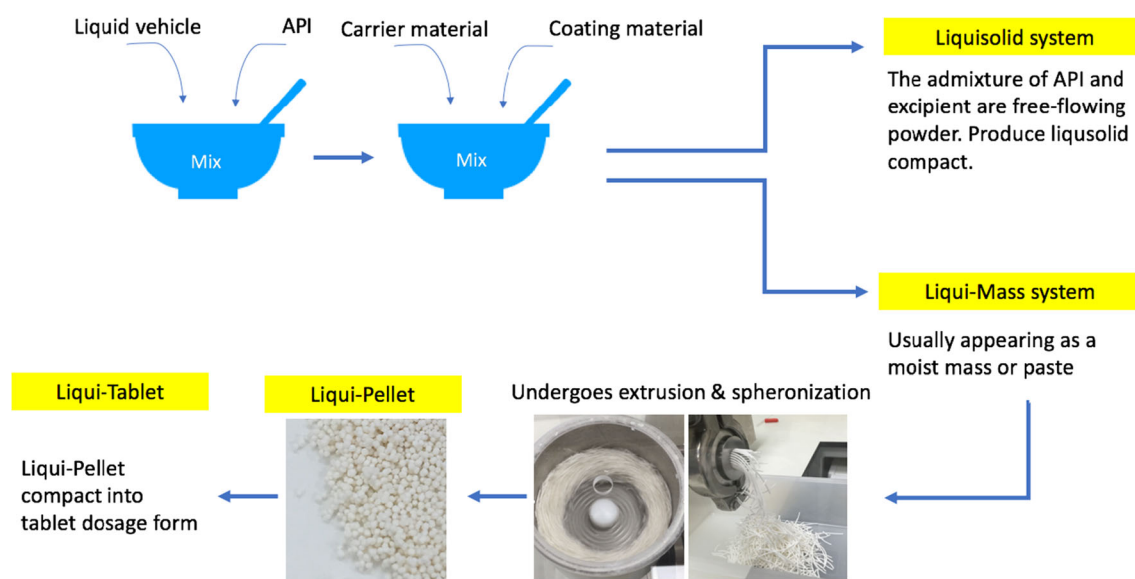 Liquid vehicle
API
Carrier material
Coating material
Mix
Mix
Liquisolid system
The admixture of API and
excipient are free-flowing
powder. Produce liqusolid
compact.
Liqui-Mass system
Usually appearing as a
moist mass or paste
Undergoes extrusion & spheronization
Liqui-Pellet
Liqui-Tablet
Liqui-Pellet
compact into
tablet dosage form